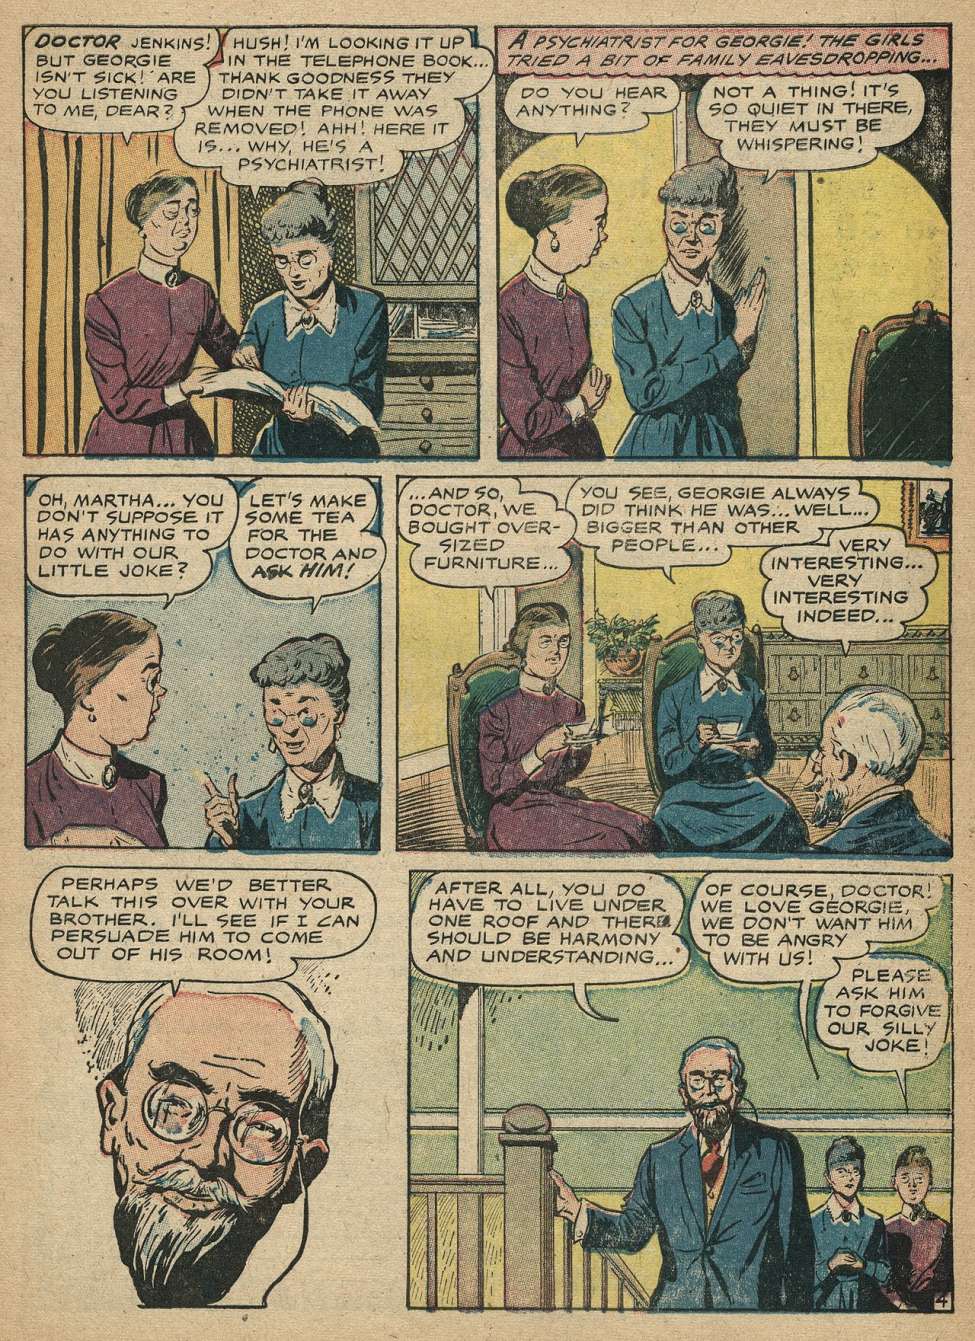 DOCTOR JENKINS!
BUT GEORGIE
ISN'T SICK! ARE
YOU LISTENING
TO ME, DEAR?
HUSH! I'M LOOKING IT UP
IN THE TELEPHONE BOOK...
THANK GOODNESS THEY
DIDN'T TAKE IT AWAY
WHEN THE PHONE WAS
REMOVED! AHH! HERE IT
IS... WHY, HE'S A
PSYCHIATRIST!
A PSYCHIATRIST FOR GEORGIE! THE GIRLS
TRIED A BIT OF FAMILY EAVESDROPPING...
DO YOU HEAR
ANYTHING?
NOT A THING! IT'S
SO QUIET IN THERE,
THEY MUST BE
WHISPERING!
OH, MARTHA... YOU
DON'T SUPPOSE IT
HAS ANYTHING TO
DO WITH OUR
LITTLE JOKE?
LET'S MAKE
SOME TEA
FOR THE
DOCTOR AND
ASK HIM!
...AND SO,
DOCTOR, WE
BOUGHT OVER-
SIZED
FURNITURE...
YOU SEE, GEORGIE ALWAYS
DID THINK HE WAS... WELL...
BIGGER THAN OTHER
PEOPLE...
VERY
INTERESTING...
VERY
INTERESTING
INDEED...
PERHAPS WE'D BETTER
TALK THIS OVER WITH YOUR
BROTHER. I'LL SEE IF I CAN
PERSUADE HIM TO COME
OUT OF HIS ROOM!
AFTER ALL, YOU DO
HAVE TO LIVE UNDER
ONE ROOF AND THERE
SHOULD BE HARMONY
AND UNDERSTANDING...
OF COURSE, DOCTOR!
WE LOVE GEORGIE,
WE DON'T WANT HIM
TO BE ANGRY
WITH US!
PLEASE
ASK HIM
TO FORGIVE
OUR SILLY
JOKE!
4